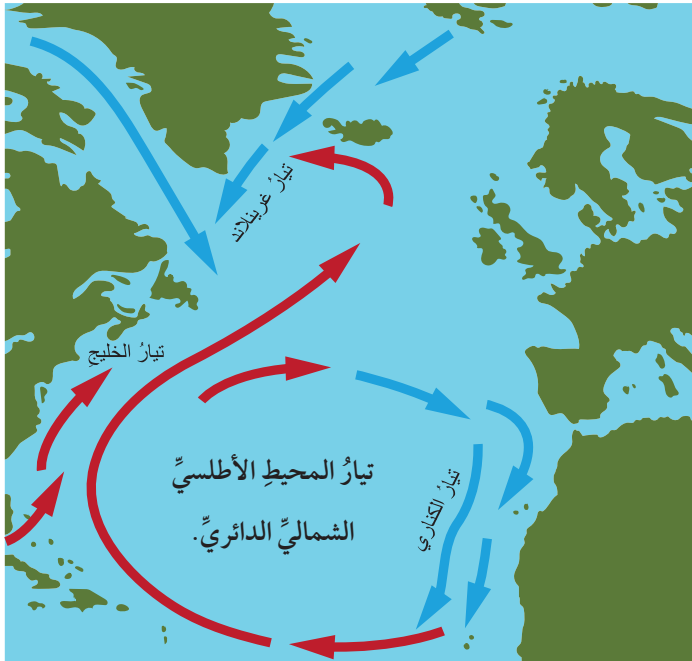 تيارُ غرينلاند
تيارُ الخليجِ
تيارُ المحيطِ الأطلسيِّ
الشماليِّ الدائريِّ.
تيارُ الكناري